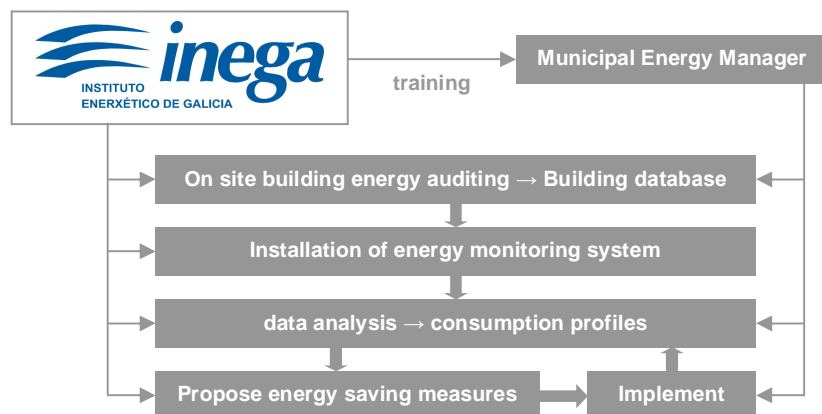 inega
INSTITUTO
ENERXÉTICO DE GALICIA
training
Municipal Energy Manager
On site building energy auditing → Building database
Installation of energy monitoring system
data analysis → consumption profiles
Propose energy saving measures
Implement